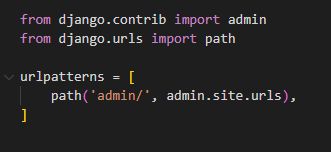 from django.contrib import admin
from django.urls import path
urlpatterns = [
    path('admin/', admin.site.urls),
]